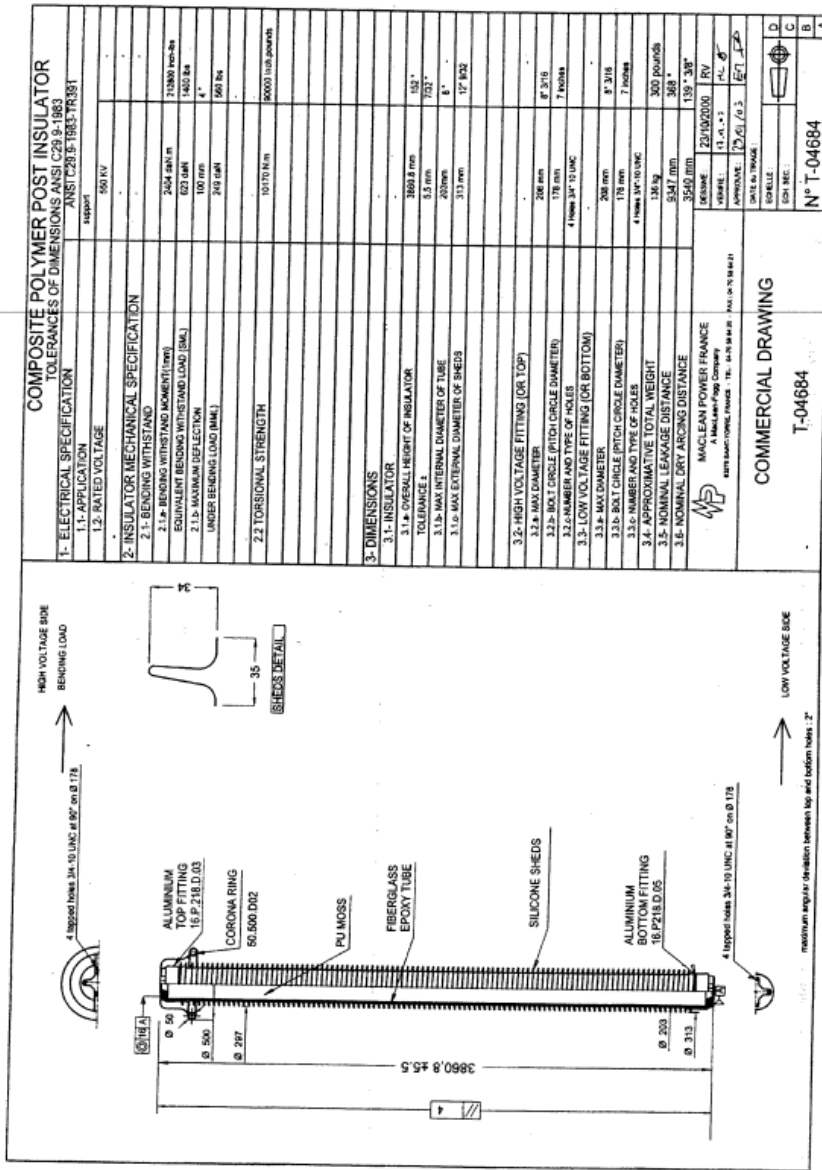 COMPOSITE POLYMER POST INSULATOR
TOLERANCES OF DIMENSIONS ANSI C29.9-1983
1- ELECTRICAL SPECIFICATION ANSI C29.9-1983-TR391
1.1- APPLICATION support
1.2- RATED VOLTAGE 550 KV
2- INSULATOR MECHANICAL SPECIFICATION
2.1- BENDING WITHSTAND
2.1.a- BENDING WITHSTAND MOMENT(1mm) 2404 daN.m 212800 inch-lbs
EQUIVALENT BENDING WITHSTAND LOAD (SML) 623 daN 1400 lbs
2.1.b- MAXIMUM DEFLECTION 100 mm 4"
UNDER BENDING LOAD (MML) 249 daN 560 lbs
2.2 TORSIONAL STRENGTH 10170 N.m 90000 inch.pounds
3- DIMENSIONS
3.1- INSULATOR
3.1.a- OVERALL HEIGHT OF INSULATOR 3860.8 mm 152"
TOLERANCE ± 5.5 mm 7/32"
3.1.b- MAX INTERNAL DIAMETER OF TUBE 203mm 8"
3.1.c- MAX EXTERNAL DIAMETER OF SHEDS 313 mm 12" 9/32
3.2- HIGH VOLTAGE FITTING (OR TOP)
3.2.a- MAX DIAMETER 208 mm 8" 3/16
3.2.b- BOLT CIRCLE (PITCH CIRCLE DIAMETER) 178 mm 7 inches
3.2.c-NUMBER AND TYPE OF HOLES 4 Holes 3/4" 10 UNC
3.3- LOW VOLTAGE FITTING (OR BOTTOM)
3.3.a- MAX DIAMETER 208 mm 8" 3/16
3.3.b- BOLT CIRCLE (PITCH CIRCLE DIAMETER) 178 mm 7 inches
3.3.c- NUMBER AND TYPE OF HOLES 4 Holes 3/4"-10 UNC
3.4- APPROXIMATIVE TOTAL WEIGHT 136 kg 300 pounds
3.5- NOMINAL LEAKAGE DISTANCE 9347 mm 368 "
3.6- NOMINAL DRY ARCING DISTANCE 3540 mm 139 " 3/8"
MACLEAN POWER FRANCE
A MacLean-Fogg Company
DESSINE : 23/10/2000 RV
VERIFIE :
APPROUVE :
DATE du TIRAGE :
ECHELLE :
ECH SEC :
COMMERCIAL DRAWING
T-04684
N° T-04684
D
C
B
A
HIGH VOLTAGE SIDE
BENDING LOAD
4 tapped holes 3/4-10 UNC at 90° on Ø 178
34
35
SHEDS DETAIL
ALUMINIUM
TOP FITTING
16.P.218.D.03
CORONA RING
50.500.D02
PU MOSS
FIBERGLASS
EPOXY TUBE
SILICONE SHEDS
ALUMINIUM
BOTTOM FITTING
16.P218.D.05
Ø 50
Ø 500
Ø 297
3860,8 ±5.5
4 //
Ø 203
Ø 313
A
4 tapped holes 3/4-10 UNC at 90° on Ø 178
LOW VOLTAGE SIDE
maximum angular deviation between top and bottom holes : 2°